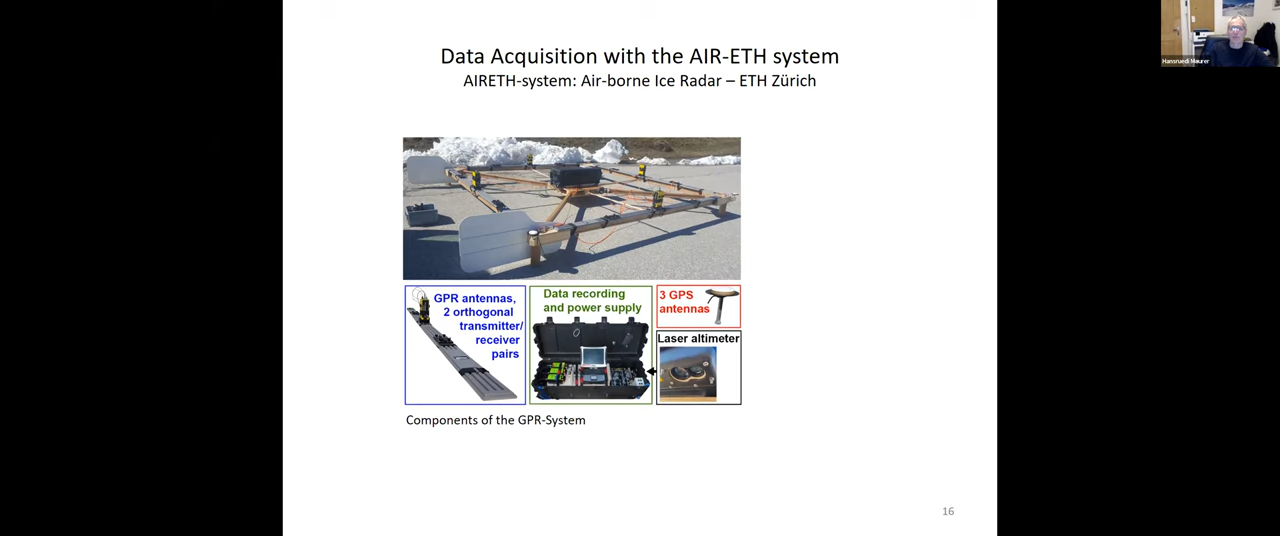 Data Acquisition with the AIR-ETH system
AIRETH-system: Air-borne Ice Radar – ETH Zürich
GPR antennas,
2 orthogonal
transmitter/
receiver
pairs
Data recording
and power supply
3 GPS
antennas
Laser altimeter
Components of the GPR-System
16
Hansruedi Maurer